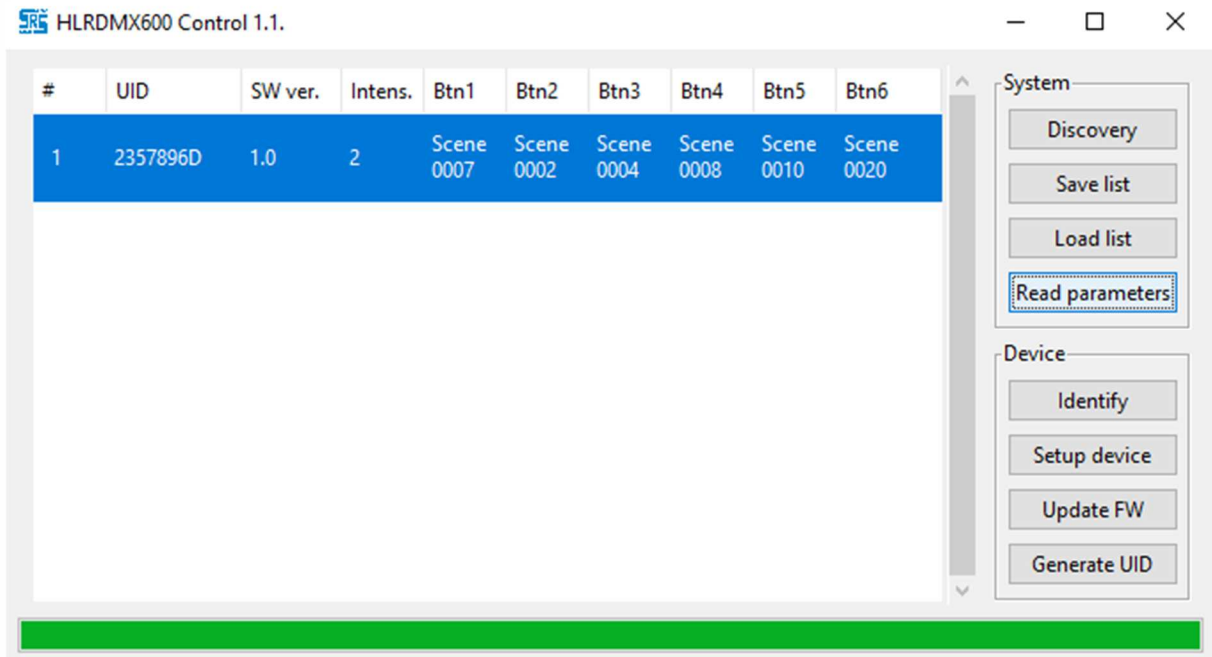 SRS HLRDMX600 Control 1.1.
# UID SW ver. Intens. Btn1 Btn2 Btn3 Btn4 Btn5 Btn6
1 2357896D 1.0 2 Scene 0007 Scene 0002 Scene 0004 Scene 0008 Scene 0010 Scene 0020
System
Discovery
Save list
Load list
Read parameters
Device
Identify
Setup device
Update FW
Generate UID